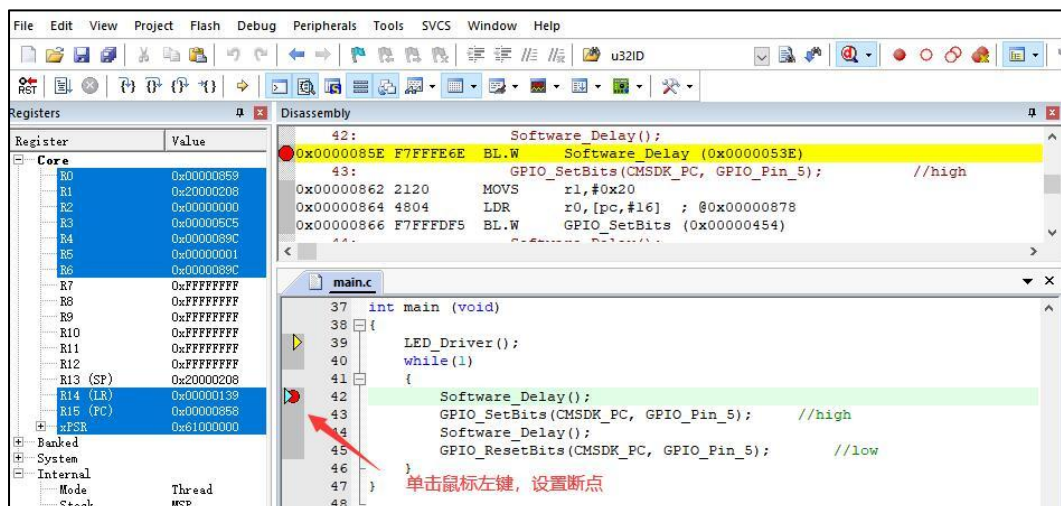 File Edit View Project Flash Debug Peripherals Tools SVCS Window Help
u32ID
RST
Registers
Register Value
Core
R0 0x00000859
R1 0x20000208
R2 0x00000000
R3 0x000005C5
R4 0x0000089C
R5 0x00000001
R6 0x0000089C
R7 0xFFFFFFFF
R8 0xFFFFFFFF
R9 0xFFFFFFFF
R10 0xFFFFFFFF
R11 0xFFFFFFFF
R12 0xFFFFFFFF
R13 (SP) 0x20000208
R14 (LR) 0x00000139
R15 (PC) 0x00000858
xPSR 0x61000000
Banked
System
Internal
Mode Thread
Stack MSP
Disassembly
42: Software_Delay();
0x0000085E F7FFFE6E BL.W Software_Delay (0x0000053E)
43: GPIO_SetBits(CMSDK_PC, GPIO_Pin_5); //high
0x00000862 2120 MOVS r1,#0x20
0x00000864 4804 LDR r0,[pc,#16] ; @0x00000878
0x00000866 F7FFFDF5 BL.W GPIO_SetBits (0x00000454)
44: Software_Delay();
main.c
37 int main (void)
38 {
39 LED_Driver();
40 while(1)
41 {
42 Software_Delay();
43 GPIO_SetBits(CMSDK_PC, GPIO_Pin_5); //high
44 Software_Delay();
45 GPIO_ResetBits(CMSDK_PC, GPIO_Pin_5); //low
46 }
47 }
48
单击鼠标左键，设置断点